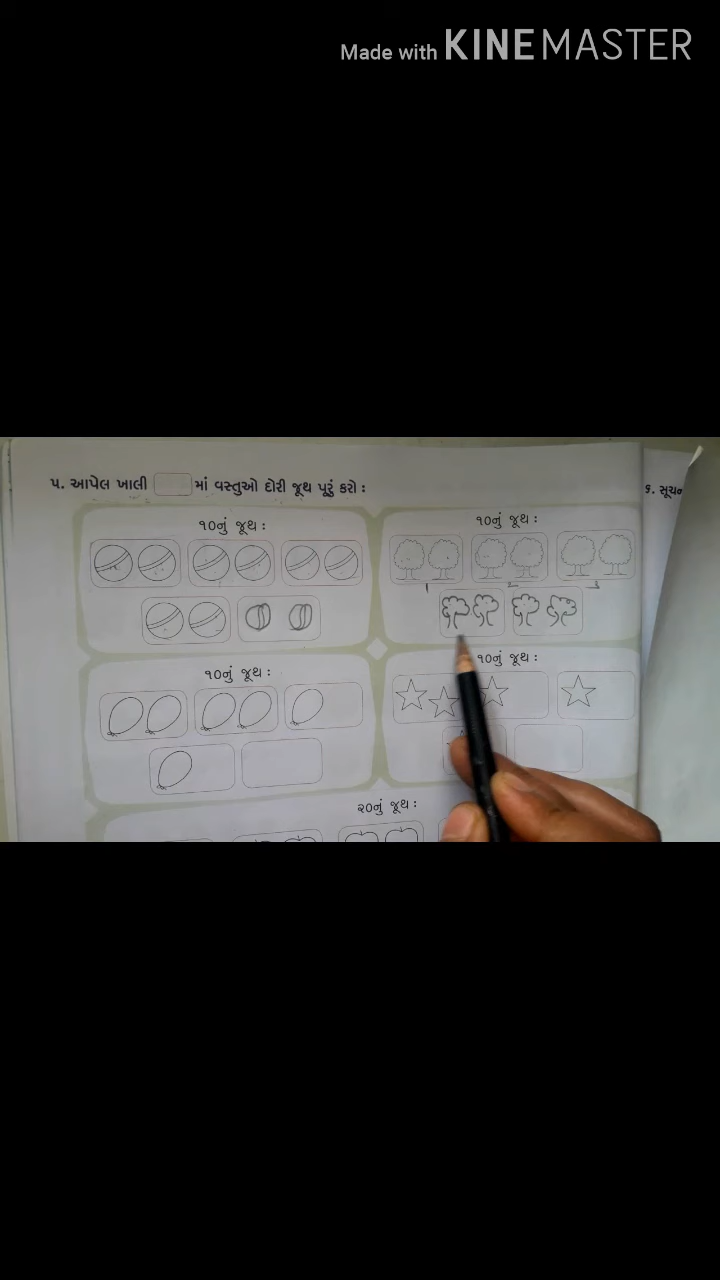 Made with KINEMASTER
૫. આપેલ ખાલી માં વસ્તુઓ દોરી જૂથ પૂરું કરો :
૬. સૂચન
૧૦નું જૂથ :
૧૦નું જૂથ :
૧૦નું જૂથ :
૧૦નું જૂથ :
૨૦નું જૂથ :